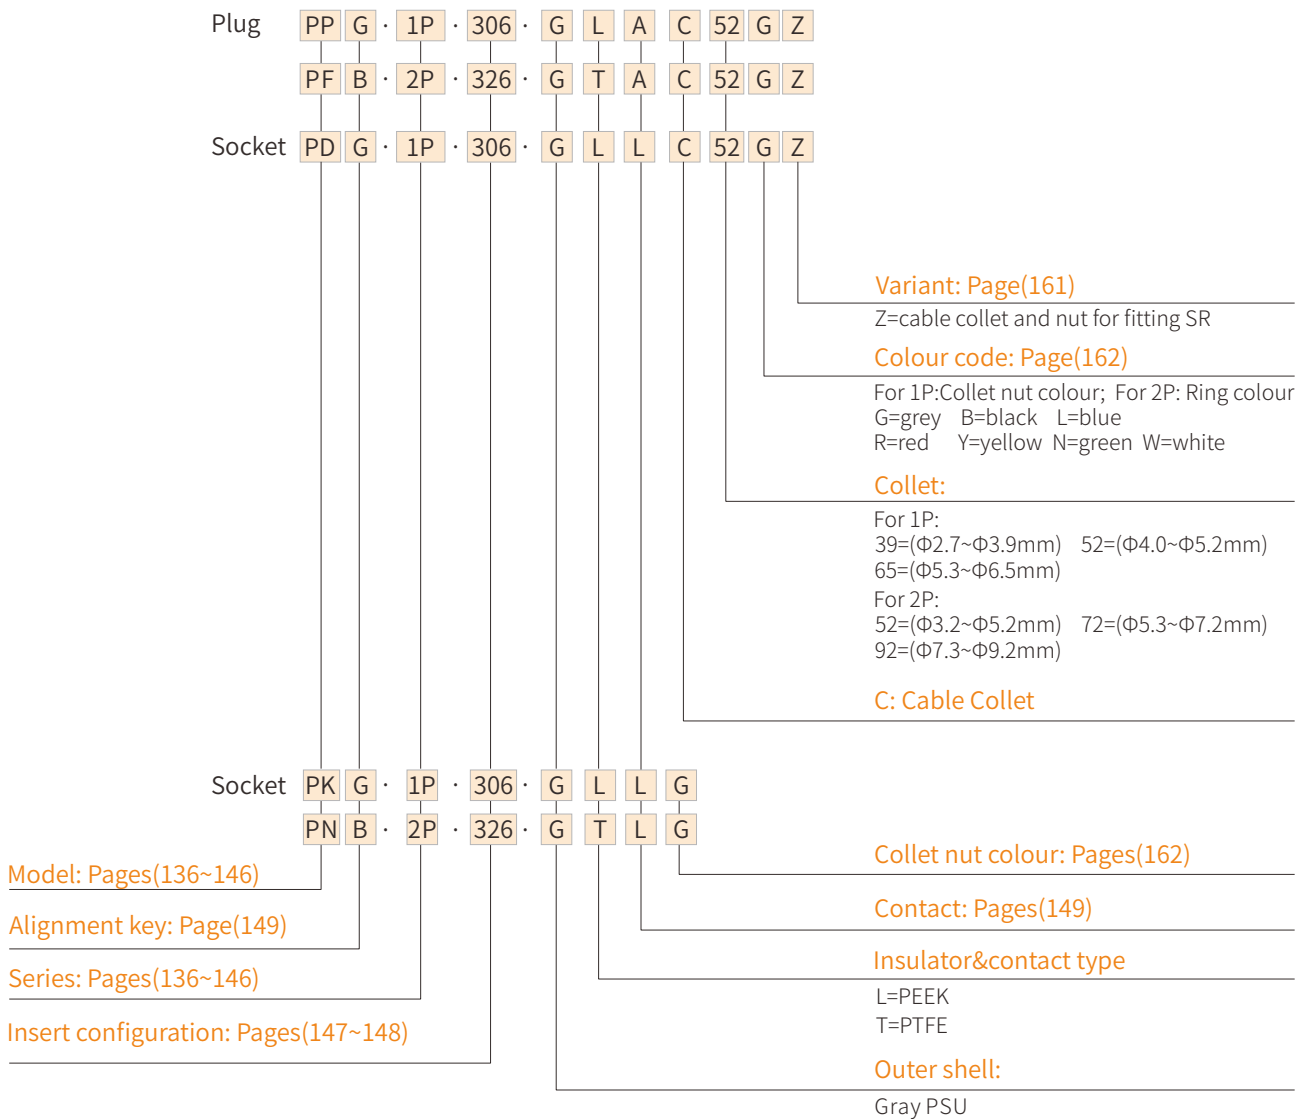 Plug PP G · 1P · 306 · G L A C 52 G Z
PF B · 2P · 326 · G T A C 52 G Z
Socket PD G · 1P · 306 · G L L C 52 G Z
Variant: Page(161)
Z=cable collet and nut for fitting SR
Colour code: Page(162)
For 1P:Collet nut colour; For 2P: Ring colour
G=grey B=black L=blue
R=red Y=yellow N=green W=white
Collet:
For 1P:
39=(Φ2.7~Φ3.9mm) 52=(Φ4.0~Φ5.2mm)
65=(Φ5.3~Φ6.5mm)
For 2P:
52=(Φ3.2~Φ5.2mm) 72=(Φ5.3~Φ7.2mm)
92=(Φ7.3~Φ9.2mm)
C: Cable Collet
Socket PK G · 1P · 306 · G L L G
PN B · 2P · 326 · G T L G
Model: Pages(136~146)
Alignment key: Page(149)
Series: Pages(136~146)
Insert configuration: Pages(147~148)
Collet nut colour: Pages(162)
Contact: Pages(149)
Insulator&contact type
L=PEEK
T=PTFE
Outer shell:
Gray PSU